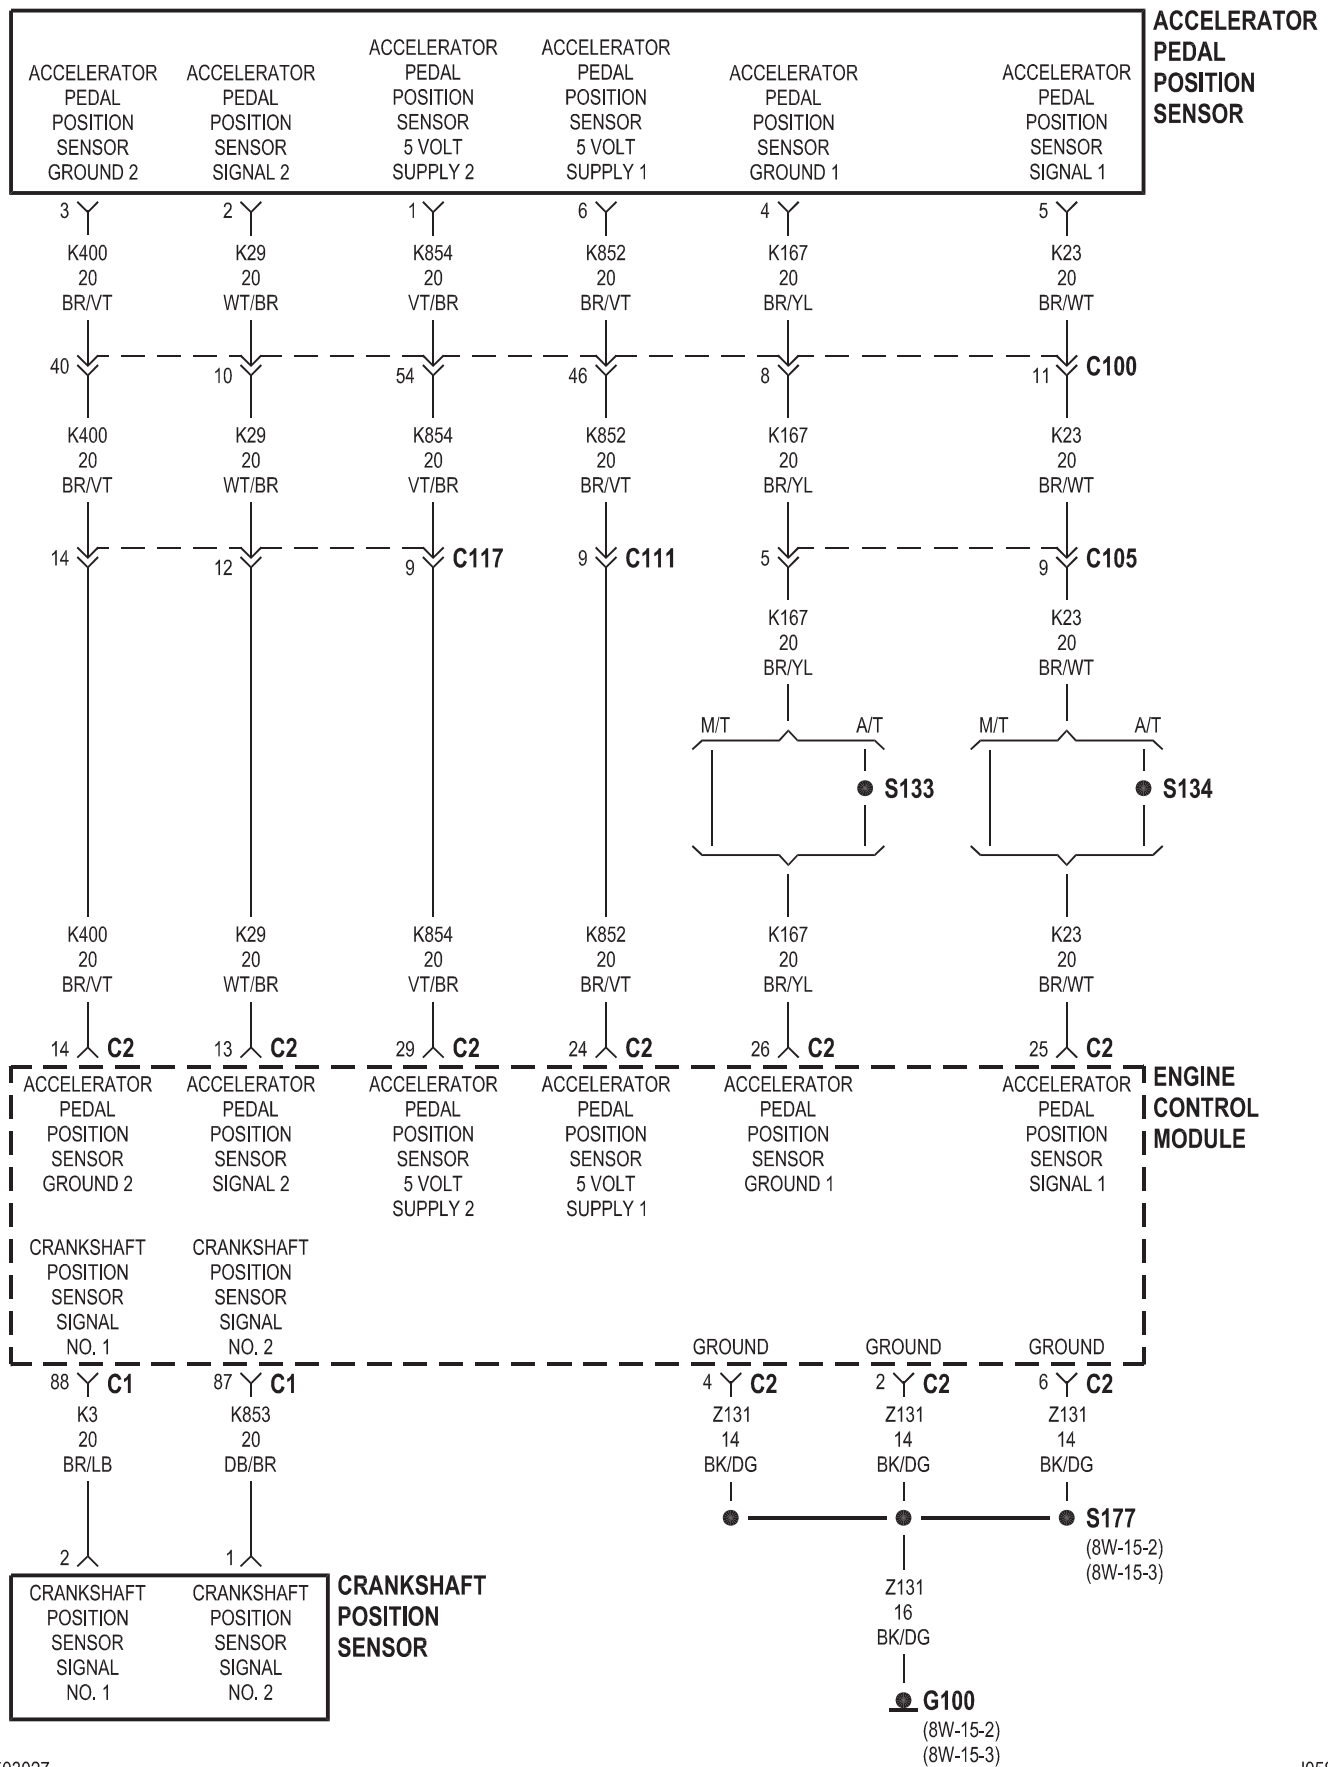 ACCELERATOR
PEDAL
POSITION
SENSOR
ACCELERATOR
PEDAL
POSITION
SENSOR
GROUND 2
ACCELERATOR
PEDAL
POSITION
SENSOR
SIGNAL 2
ACCELERATOR
PEDAL
POSITION
SENSOR
5 VOLT
SUPPLY 2
ACCELERATOR
PEDAL
POSITION
SENSOR
5 VOLT
SUPPLY 1
ACCELERATOR
PEDAL
POSITION
SENSOR
GROUND 1
ACCELERATOR
PEDAL
POSITION
SENSOR
SIGNAL 1
3 2 1 6 4 5
K400 K29 K854 K852 K167 K23
20 20 20 20 20 20
BR/VT WT/BR VT/BR BR/VT BR/YL BR/WT
40 10 54 46 8 11 C100
K400 K29 K854 K852 K167 K23
20 20 20 20 20 20
BR/VT WT/BR VT/BR BR/VT BR/YL BR/WT
14 12 9 C117 9 C111 5 9 C105
K167 K23
20 20
BR/YL BR/WT
M/T A/T M/T A/T
S133 S134
K400 K29 K854 K852 K167 K23
20 20 20 20 20 20
BR/VT WT/BR VT/BR BR/VT BR/YL BR/WT
14 C2 13 C2 29 C2 24 C2 26 C2 25 C2
ENGINE
CONTROL
MODULE
ACCELERATOR
PEDAL
POSITION
SENSOR
GROUND 2
ACCELERATOR
PEDAL
POSITION
SENSOR
SIGNAL 2
ACCELERATOR
PEDAL
POSITION
SENSOR
5 VOLT
SUPPLY 2
ACCELERATOR
PEDAL
POSITION
SENSOR
5 VOLT
SUPPLY 1
ACCELERATOR
PEDAL
POSITION
SENSOR
GROUND 1
ACCELERATOR
PEDAL
POSITION
SENSOR
SIGNAL 1
CRANKSHAFT
POSITION
SENSOR
SIGNAL
NO. 1
CRANKSHAFT
POSITION
SENSOR
SIGNAL
NO. 2
GROUND GROUND GROUND
88 C1 87 C1 4 C2 2 C2 6 C2
K3 K853 Z131 Z131 Z131
20 20 14 14 14
BR/LB DB/BR BK/DG BK/DG BK/DG
S177
(8W-15-2)
(8W-15-3)
2 1
CRANKSHAFT
POSITION
SENSOR
SIGNAL
NO. 1
CRANKSHAFT
POSITION
SENSOR
SIGNAL
NO. 2
CRANKSHAFT
POSITION
SENSOR
Z131
16
BK/DG
G100
(8W-15-2)
(8W-15-3)